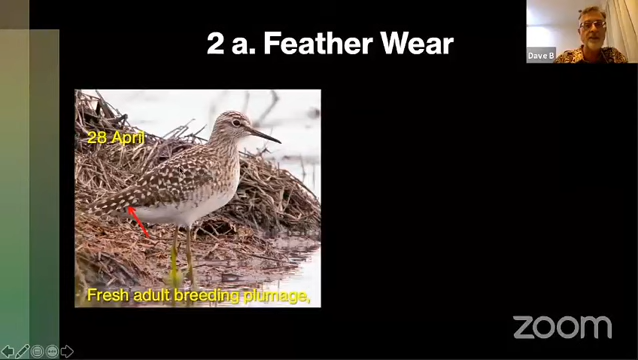 2 a. Feather Wear
Dave B
28 April
Fresh adult breeding plumage,
zoom